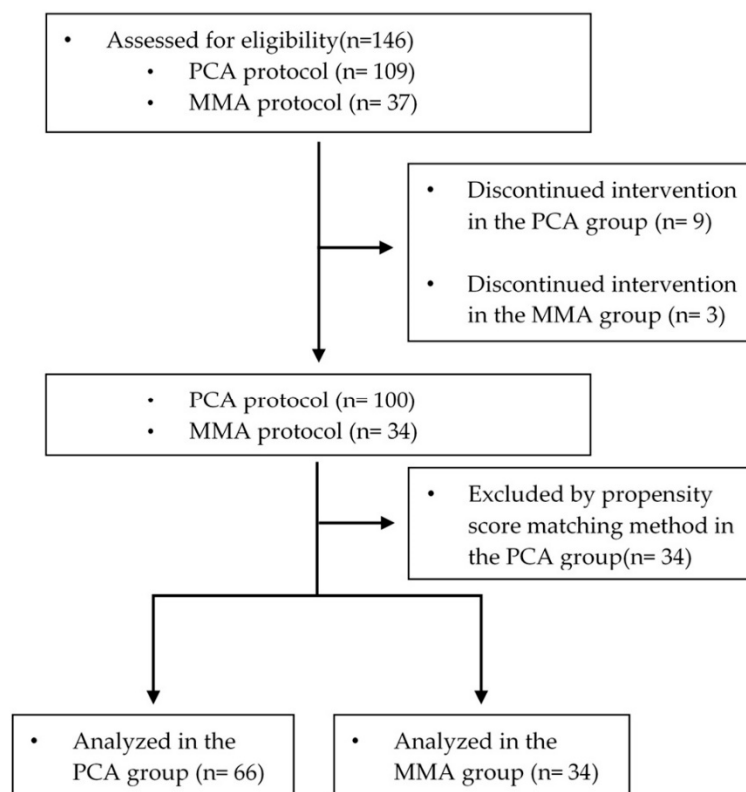 • Assessed for eligibility(n=146)
• PCA protocol (n= 109)
• MMA protocol (n= 37)
• Discontinued intervention
in the PCA group (n= 9)
• Discontinued intervention
in the MMA group (n= 3)
• PCA protocol (n= 100)
• MMA protocol (n= 34)
• Excluded by propensity
score matching method in
the PCA group(n= 34)
• Analyzed in the
PCA group (n= 66)
• Analyzed in the
MMA group (n= 34)